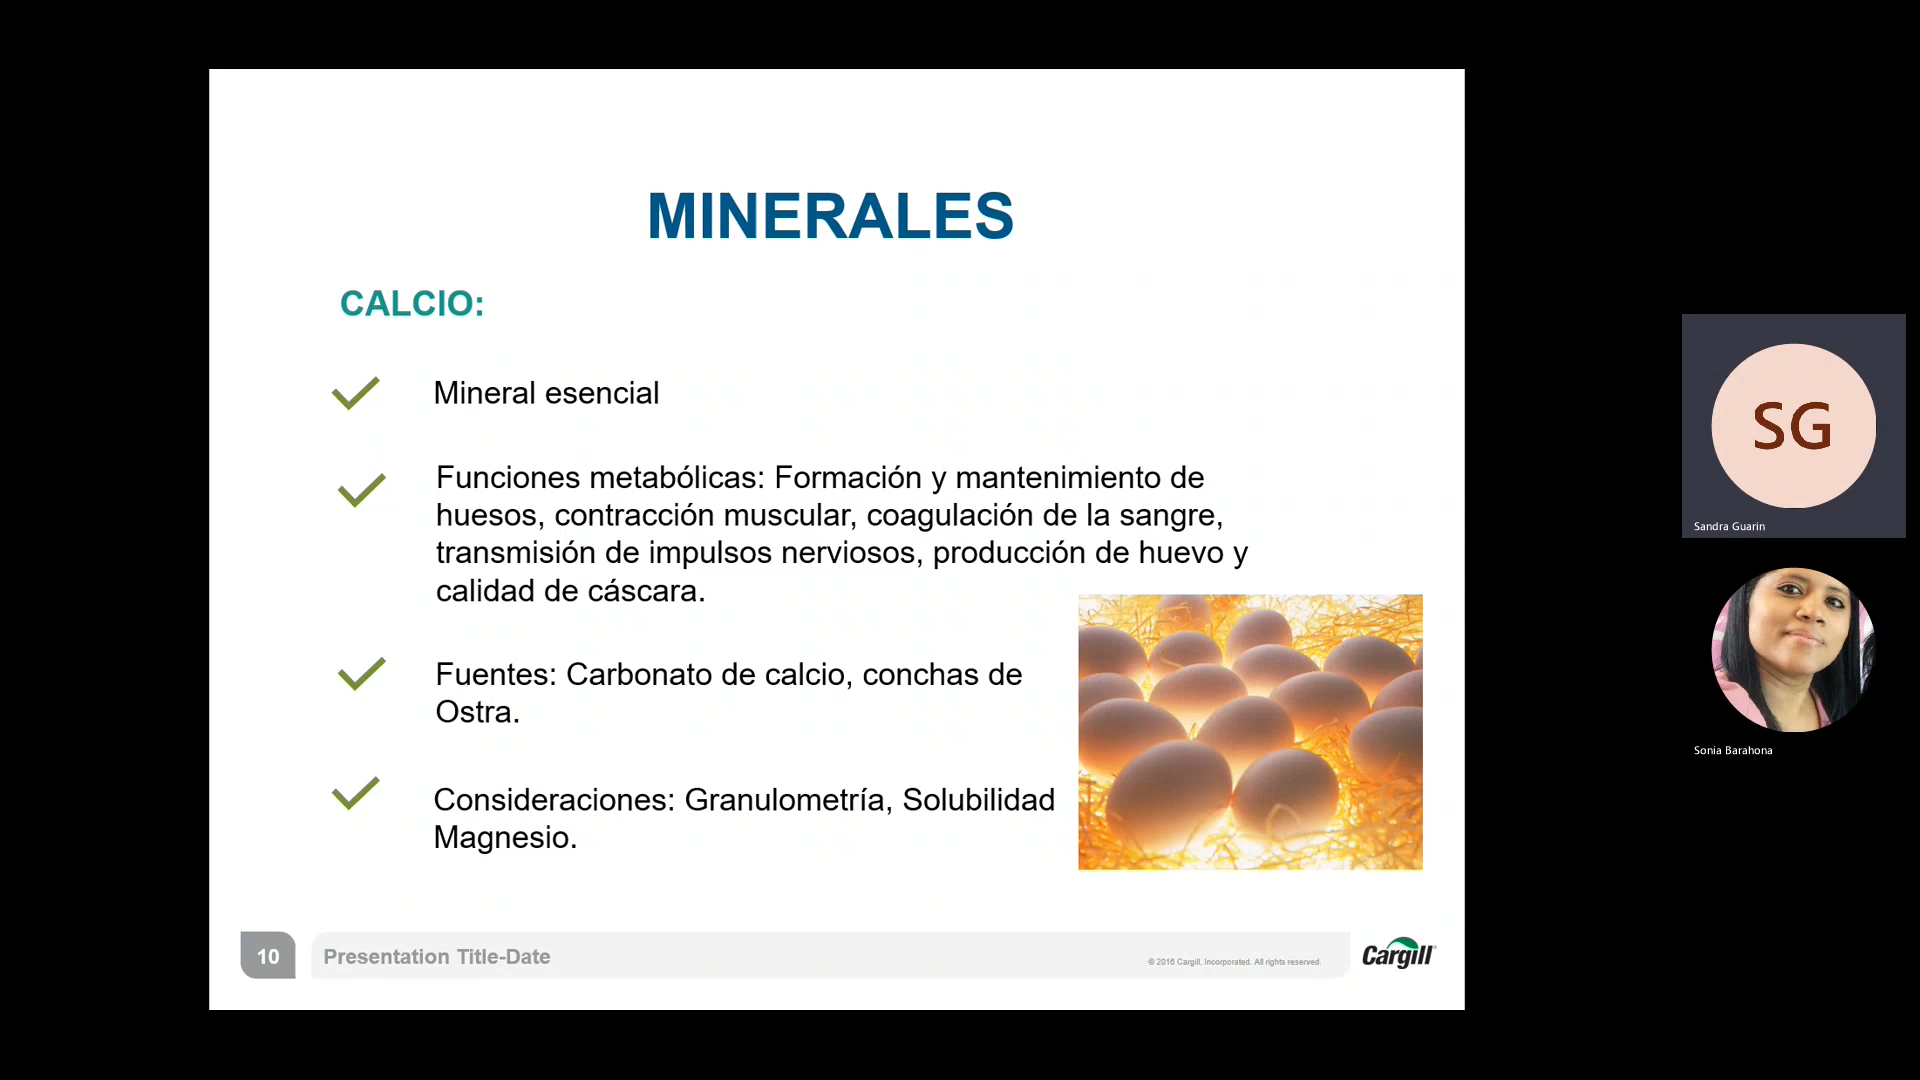 MINERALES
CALCIO:
Mineral esencial
Funciones metabólicas: Formación y mantenimiento de
huesos, contracción muscular, coagulación de la sangre,
transmisión de impulsos nerviosos, producción de huevo y
calidad de cáscara.
Fuentes: Carbonato de calcio, conchas de
Ostra.
Consideraciones: Granulometría, Solubilidad
Magnesio.
10
Presentation Title-Date
© 2016 Cargill, Incorporated. All rights reserved.
Cargill
SG
Sandra Guarin
Sonia Barahona